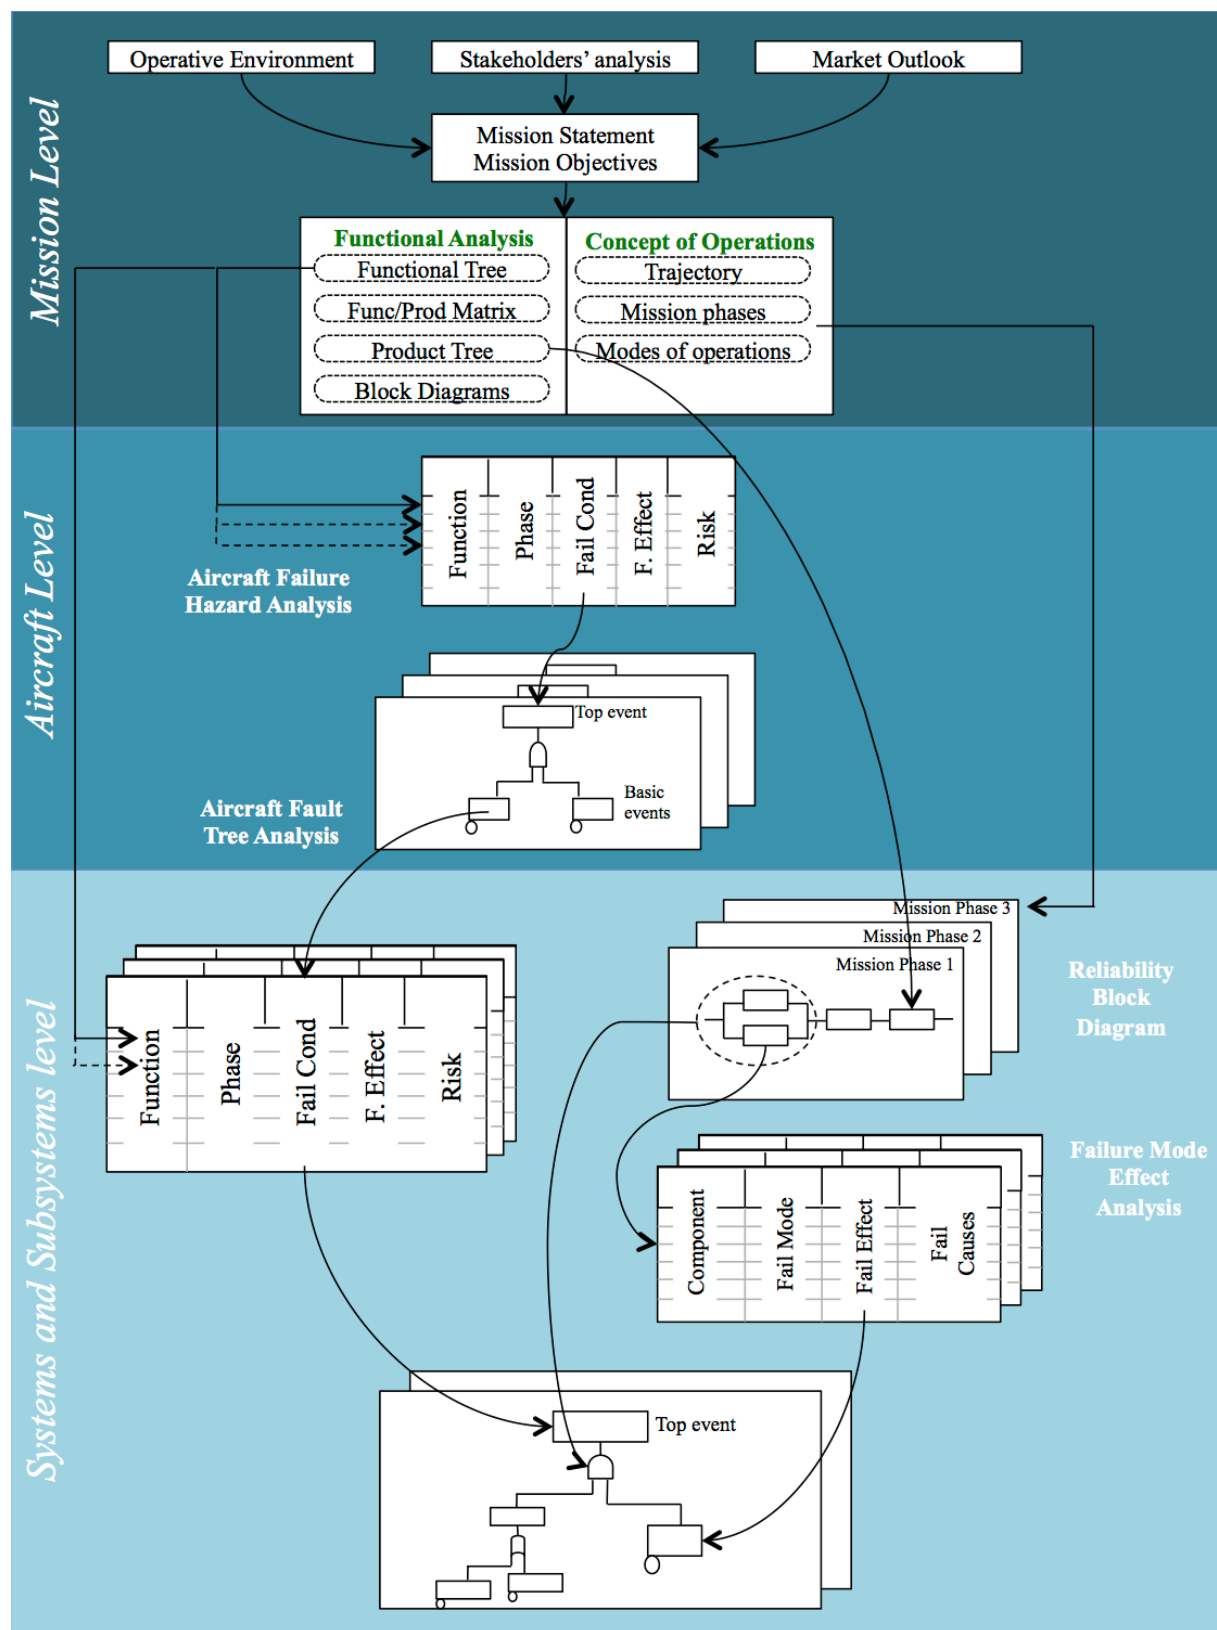 Mission Level
Operative Environment
Stakeholders' analysis
Market Outlook
Mission Statement
Mission Objectives
Functional Analysis
Functional Tree
Func/Prod Matrix
Product Tree
Block Diagrams
Concept of Operations
Trajectory
Mission phases
Modes of operations
Aircraft Level
Function
Phase
Fail Cond
F. Effect
Risk
Aircraft Failure
Hazard Analysis
Top event
Basic
events
Aircraft Fault
Tree Analysis
Systems and Subsystems level
Mission Phase 3
Mission Phase 2
Mission Phase 1
Reliability
Block
Diagram
Function
Phase
Fail Cond
F. Effect
Risk
Component
Fail Mode
Fail Effect
Fail
Causes
Failure Mode
Effect
Analysis
Top event